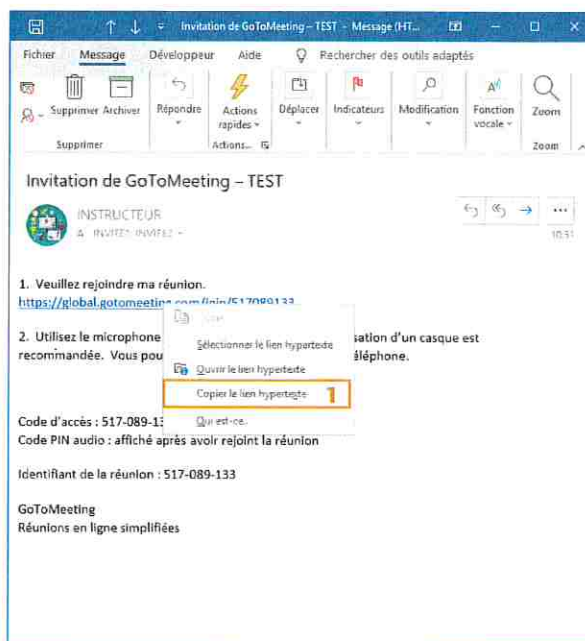 Invitation de GoToMeeting – TEST - Message (HT...
Fichier Message Développeur Aide Rechercher des outils adaptés
Supprimer Archiver Répondre Actions rapides Déplacer Indicateurs Modification Fonction vocale Zoom
Supprimer Actions... Zoom
Invitation de GoToMeeting – TEST
INSTRUCTEUR
A INVITE1; INVITE2
10:31
1. Veuillez rejoindre ma réunion.
https://global.gotomeeting.com/join/517089133
Sélectionner le lien hypertexte
2. Utilisez le microphone sation d'un casque est
recommandée. Vous pou éléphone.
Ouvrir le lien hypertexte
Copier le lien hypertexte 1
Qui est-ce...
Code d'accès : 517-089-13
Code PIN audio : affiché après avoir rejoint la réunion
Identifiant de la réunion : 517-089-133
GoToMeeting
Réunions en ligne simplifiées